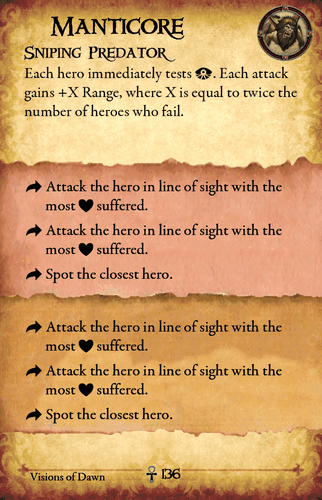 Manticore
Sniping Predator
Each hero immediately tests . Each attack
gains +X Range, where X is equal to twice the
number of heroes who fail.
Attack the hero in line of sight with the
most ♥ suffered.
Attack the hero in line of sight with the
most ♥ suffered.
Spot the closest hero.
Attack the hero in line of sight with the
most ♥ suffered.
Attack the hero in line of sight with the
most ♥ suffered.
Spot the closest hero.
Visions of Dawn
136